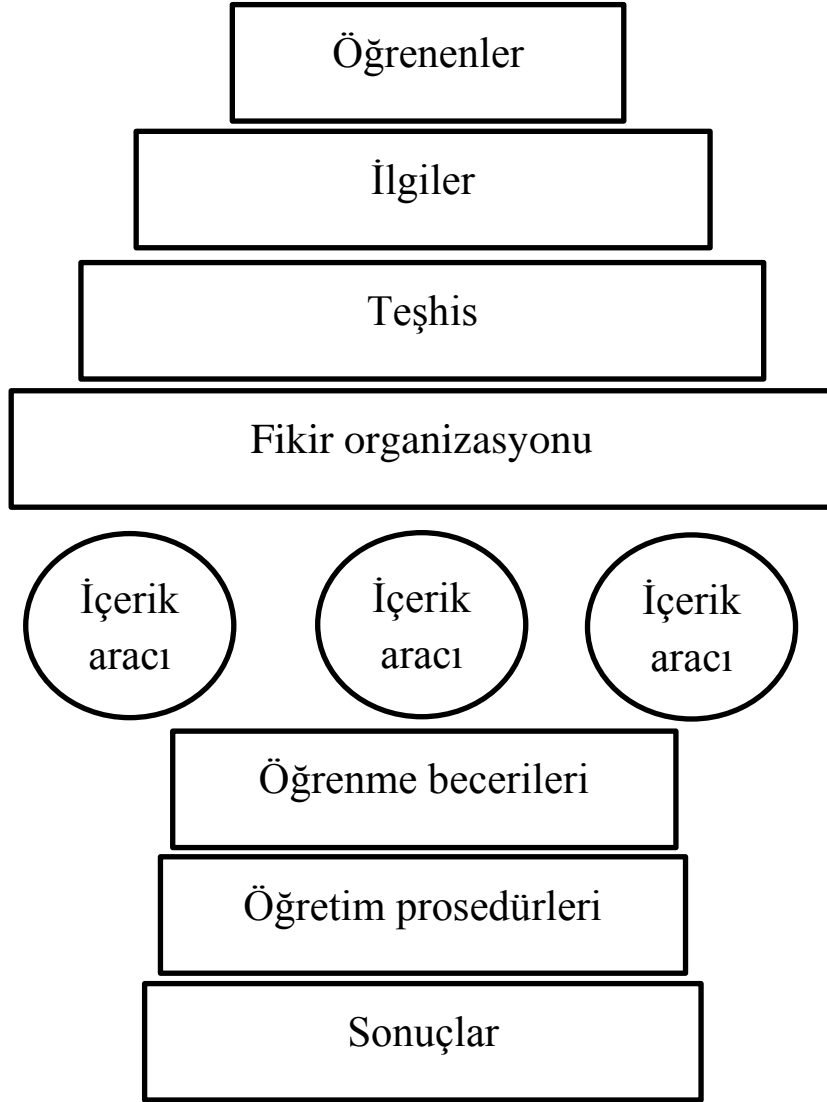 Öğrenenler
İlgiler
Teşhis
Fikir organizasyonu
İçerik
aracı
İçerik
aracı
İçerik
aracı
Öğrenme becerileri
Öğretim prosedürleri
Sonuçlar